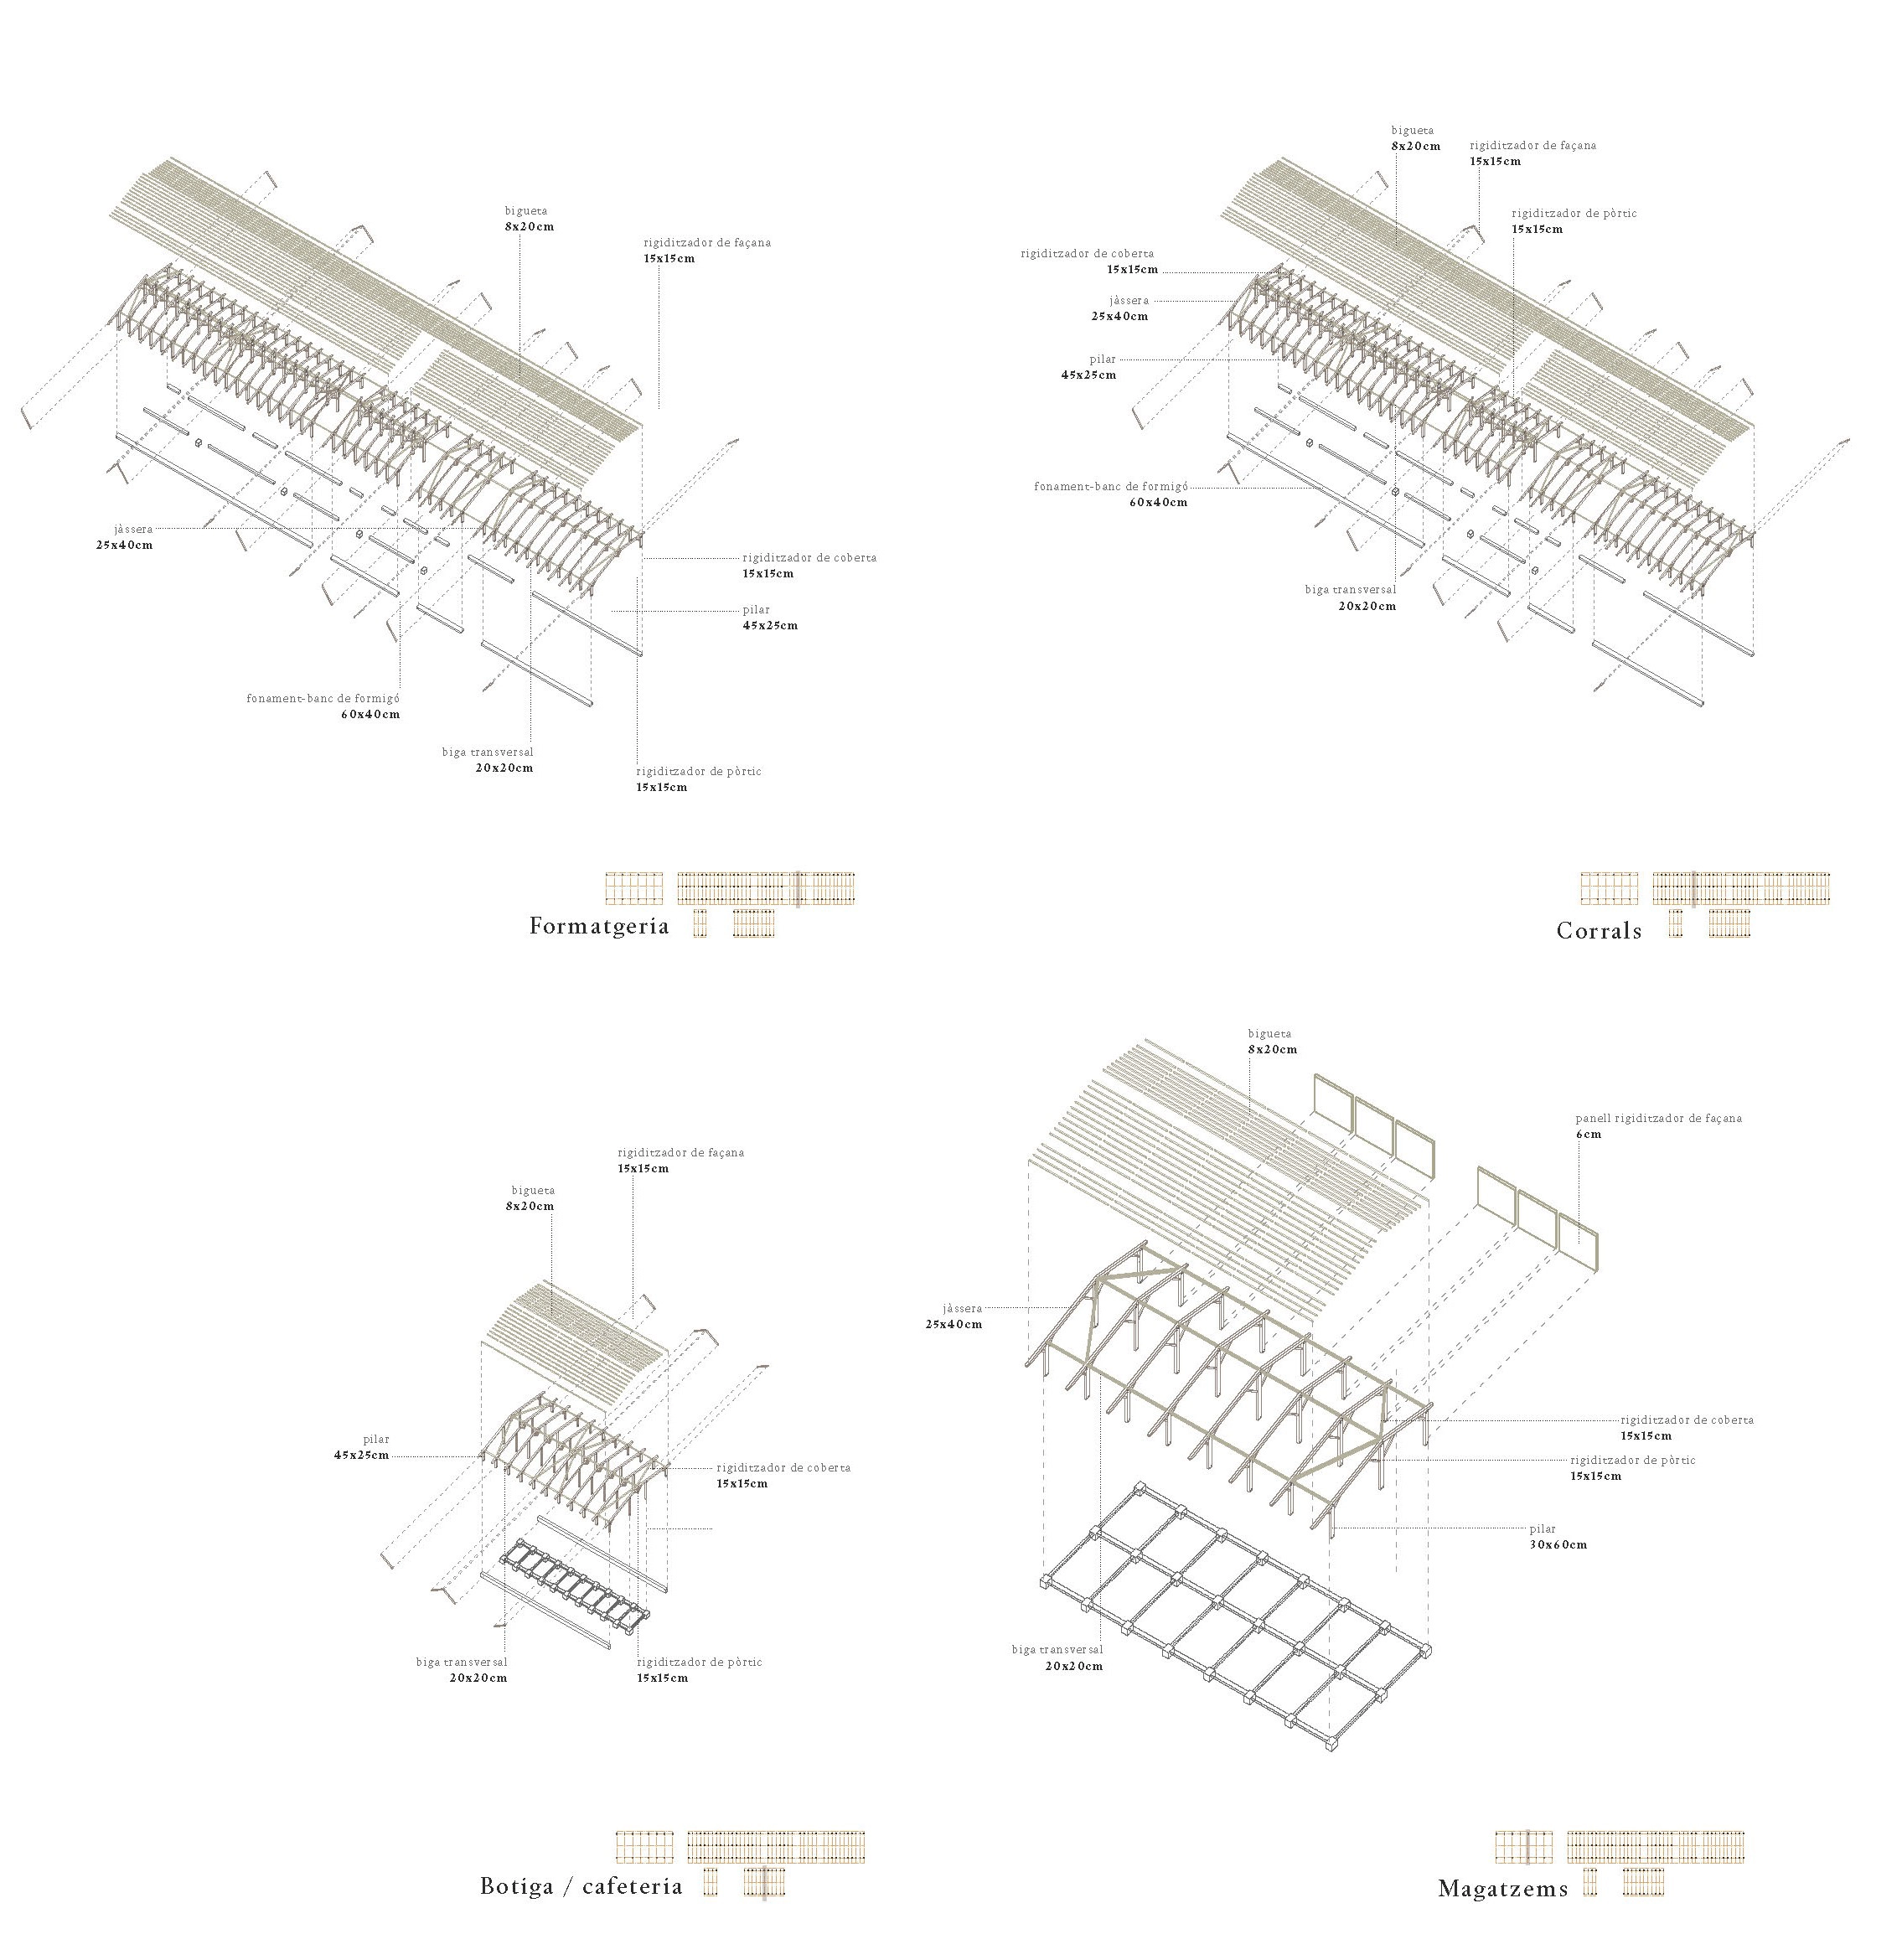 bigueta
8x20cm
rigiditzador de façana
15x15cm
jàssera
25x40cm
rigiditzador de coberta
15x15cm
pilar
45x25cm
fonament-banc de formigó
60x40cm
biga transversal
20x20cm
rigiditzador de pòrtic
15x15cm
Formatgeria
bigueta
8x20cm
rigiditzador de façana
15x15cm
rigiditzador de pòrtic
15x15cm
rigiditzador de coberta
15x15cm
jàssera
25x40cm
pilar
45x25cm
fonament-banc de formigó
60x40cm
biga transversal
20x20cm
Corrals
rigiditzador de façana
15x15cm
bigueta
8x20cm
pilar
45x25cm
rigiditzador de coberta
15x15cm
biga transversal
20x20cm
rigiditzador de pòrtic
15x15cm
Botiga / cafeteria
bigueta
8x20cm
panell rigiditzador de façana
6cm
jàssera
25x40cm
rigiditzador de coberta
15x15cm
rigiditzador de pòrtic
15x15cm
pilar
30x60cm
biga transversal
20x20cm
Magatzems